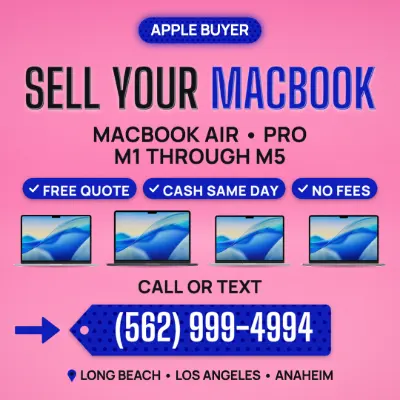 APPLE BUYER
SELL YOUR MACBOOK
MACBOOK AIR • PRO
M1 THROUGH M5
✓ FREE QUOTE ✓ CASH SAME DAY ✓ NO FEES
CALL OR TEXT
(562) 999-4994
LONG BEACH • LOS ANGELES • ANAHEIM